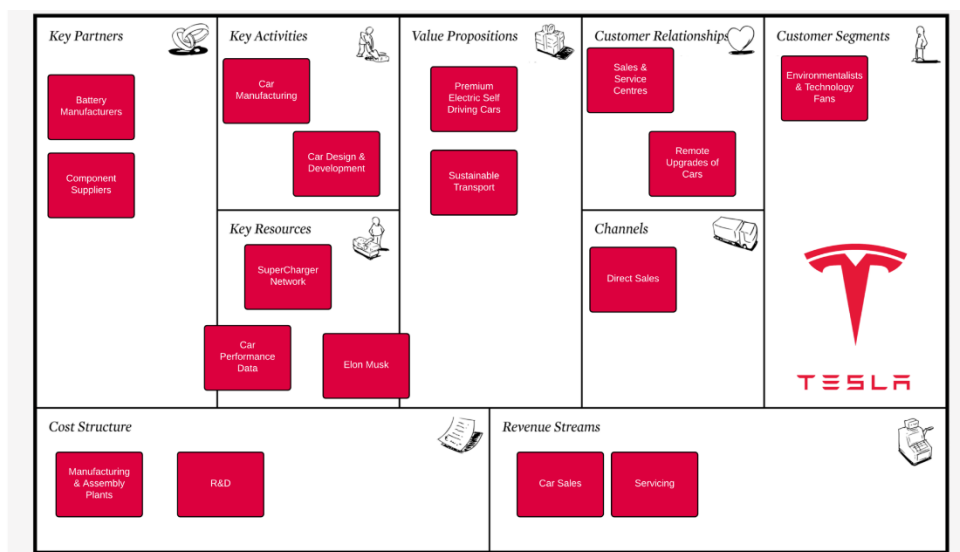 Key Partners
Battery
Manufacturers
Component
Suppliers
Key Activities
Car
Manufacturing
Car Design &
Development
Key Resources
SuperCharger
Network
Car
Performance
Data
Elon Musk
Value Propositions
Premium
Electric Self
Driving Cars
Sustainable
Transport
Customer Relationships
Sales &
Service
Centres
Remote
Upgrades of
Cars
Channels
Direct Sales
Customer Segments
Environmentalists
& Technology
Fans
TESLA
Cost Structure
Manufacturing
& Assembly
Plants
R&D
Revenue Streams
Car Sales
Servicing